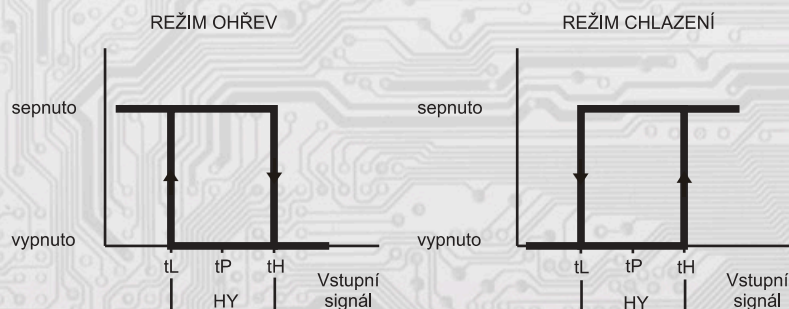 REŽIM OHŘEV
sepnuto
vypnuto
tL tP tH
HY
Vstupní
signál
REŽIM CHLAZENÍ
sepnuto
vypnuto
tL tP tH
HY
Vstupní
signál